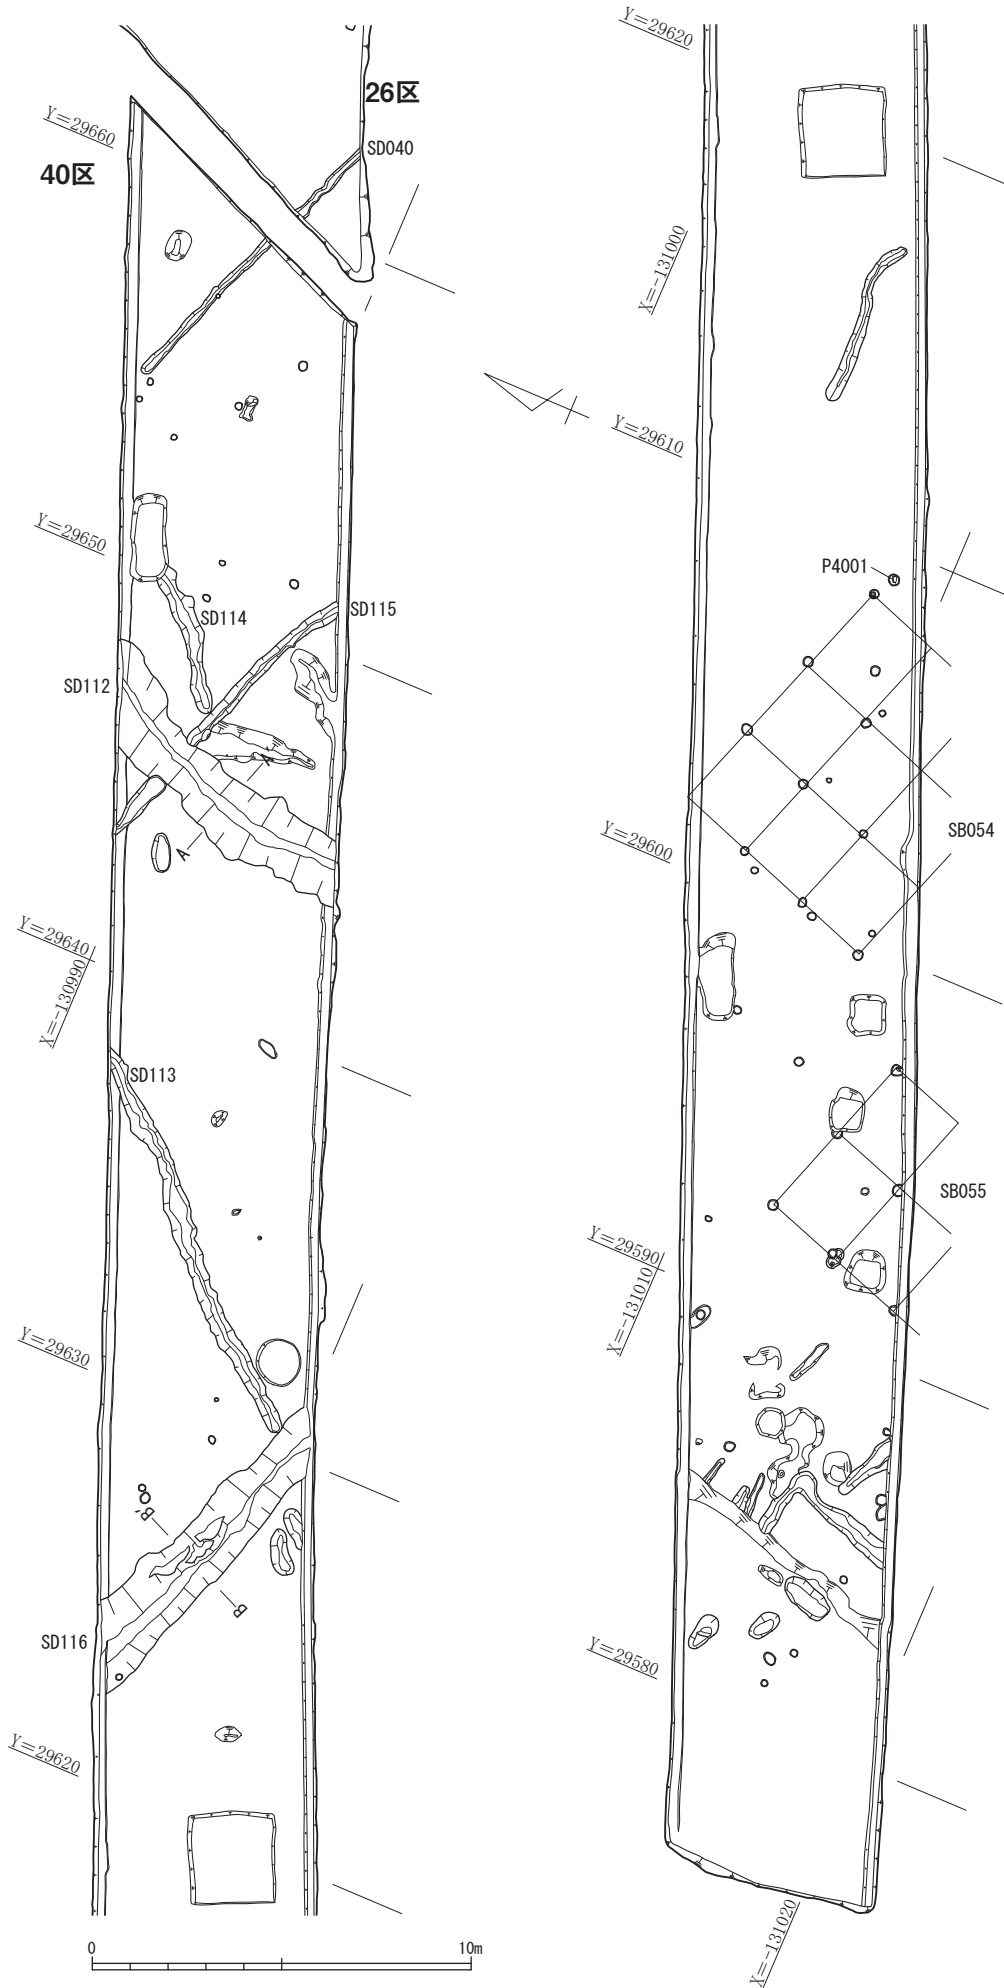 26区
Y=29660
SD040
40区
Y=29650
SD114
SD115
SD112
A'
A
Y=29640
X=-130990
SD113
Y=29630
B'
B
SD116
Y=29620
0
10m
Y=29620
X=-131000
Y=29610
P4001
Y=29600
SB054
SB055
Y=29590
X=-131010
Y=29580
X=-131020